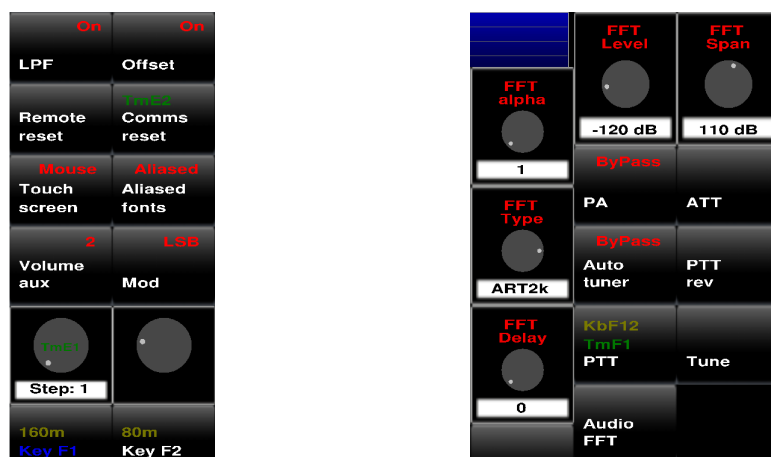 On
LPF
On
Offset
Remote
reset
TmE2
Comms
reset
Mouse
Touch
screen
Aliased
Aliased
fonts
2
Volume
aux
LSB
Mod
Step: 1
160m
Key F1
80m
Key F2
FFT
alpha
1
FFT
Level
-120 dB
FFT
Span
110 dB
FFT
Type
ART2k
ByPass
PA
ATT
ByPass
Auto
tuner
PTT
rev
FFT
Delay
0
KbF12
TmF1
PTT
Tune
Audio
FFT